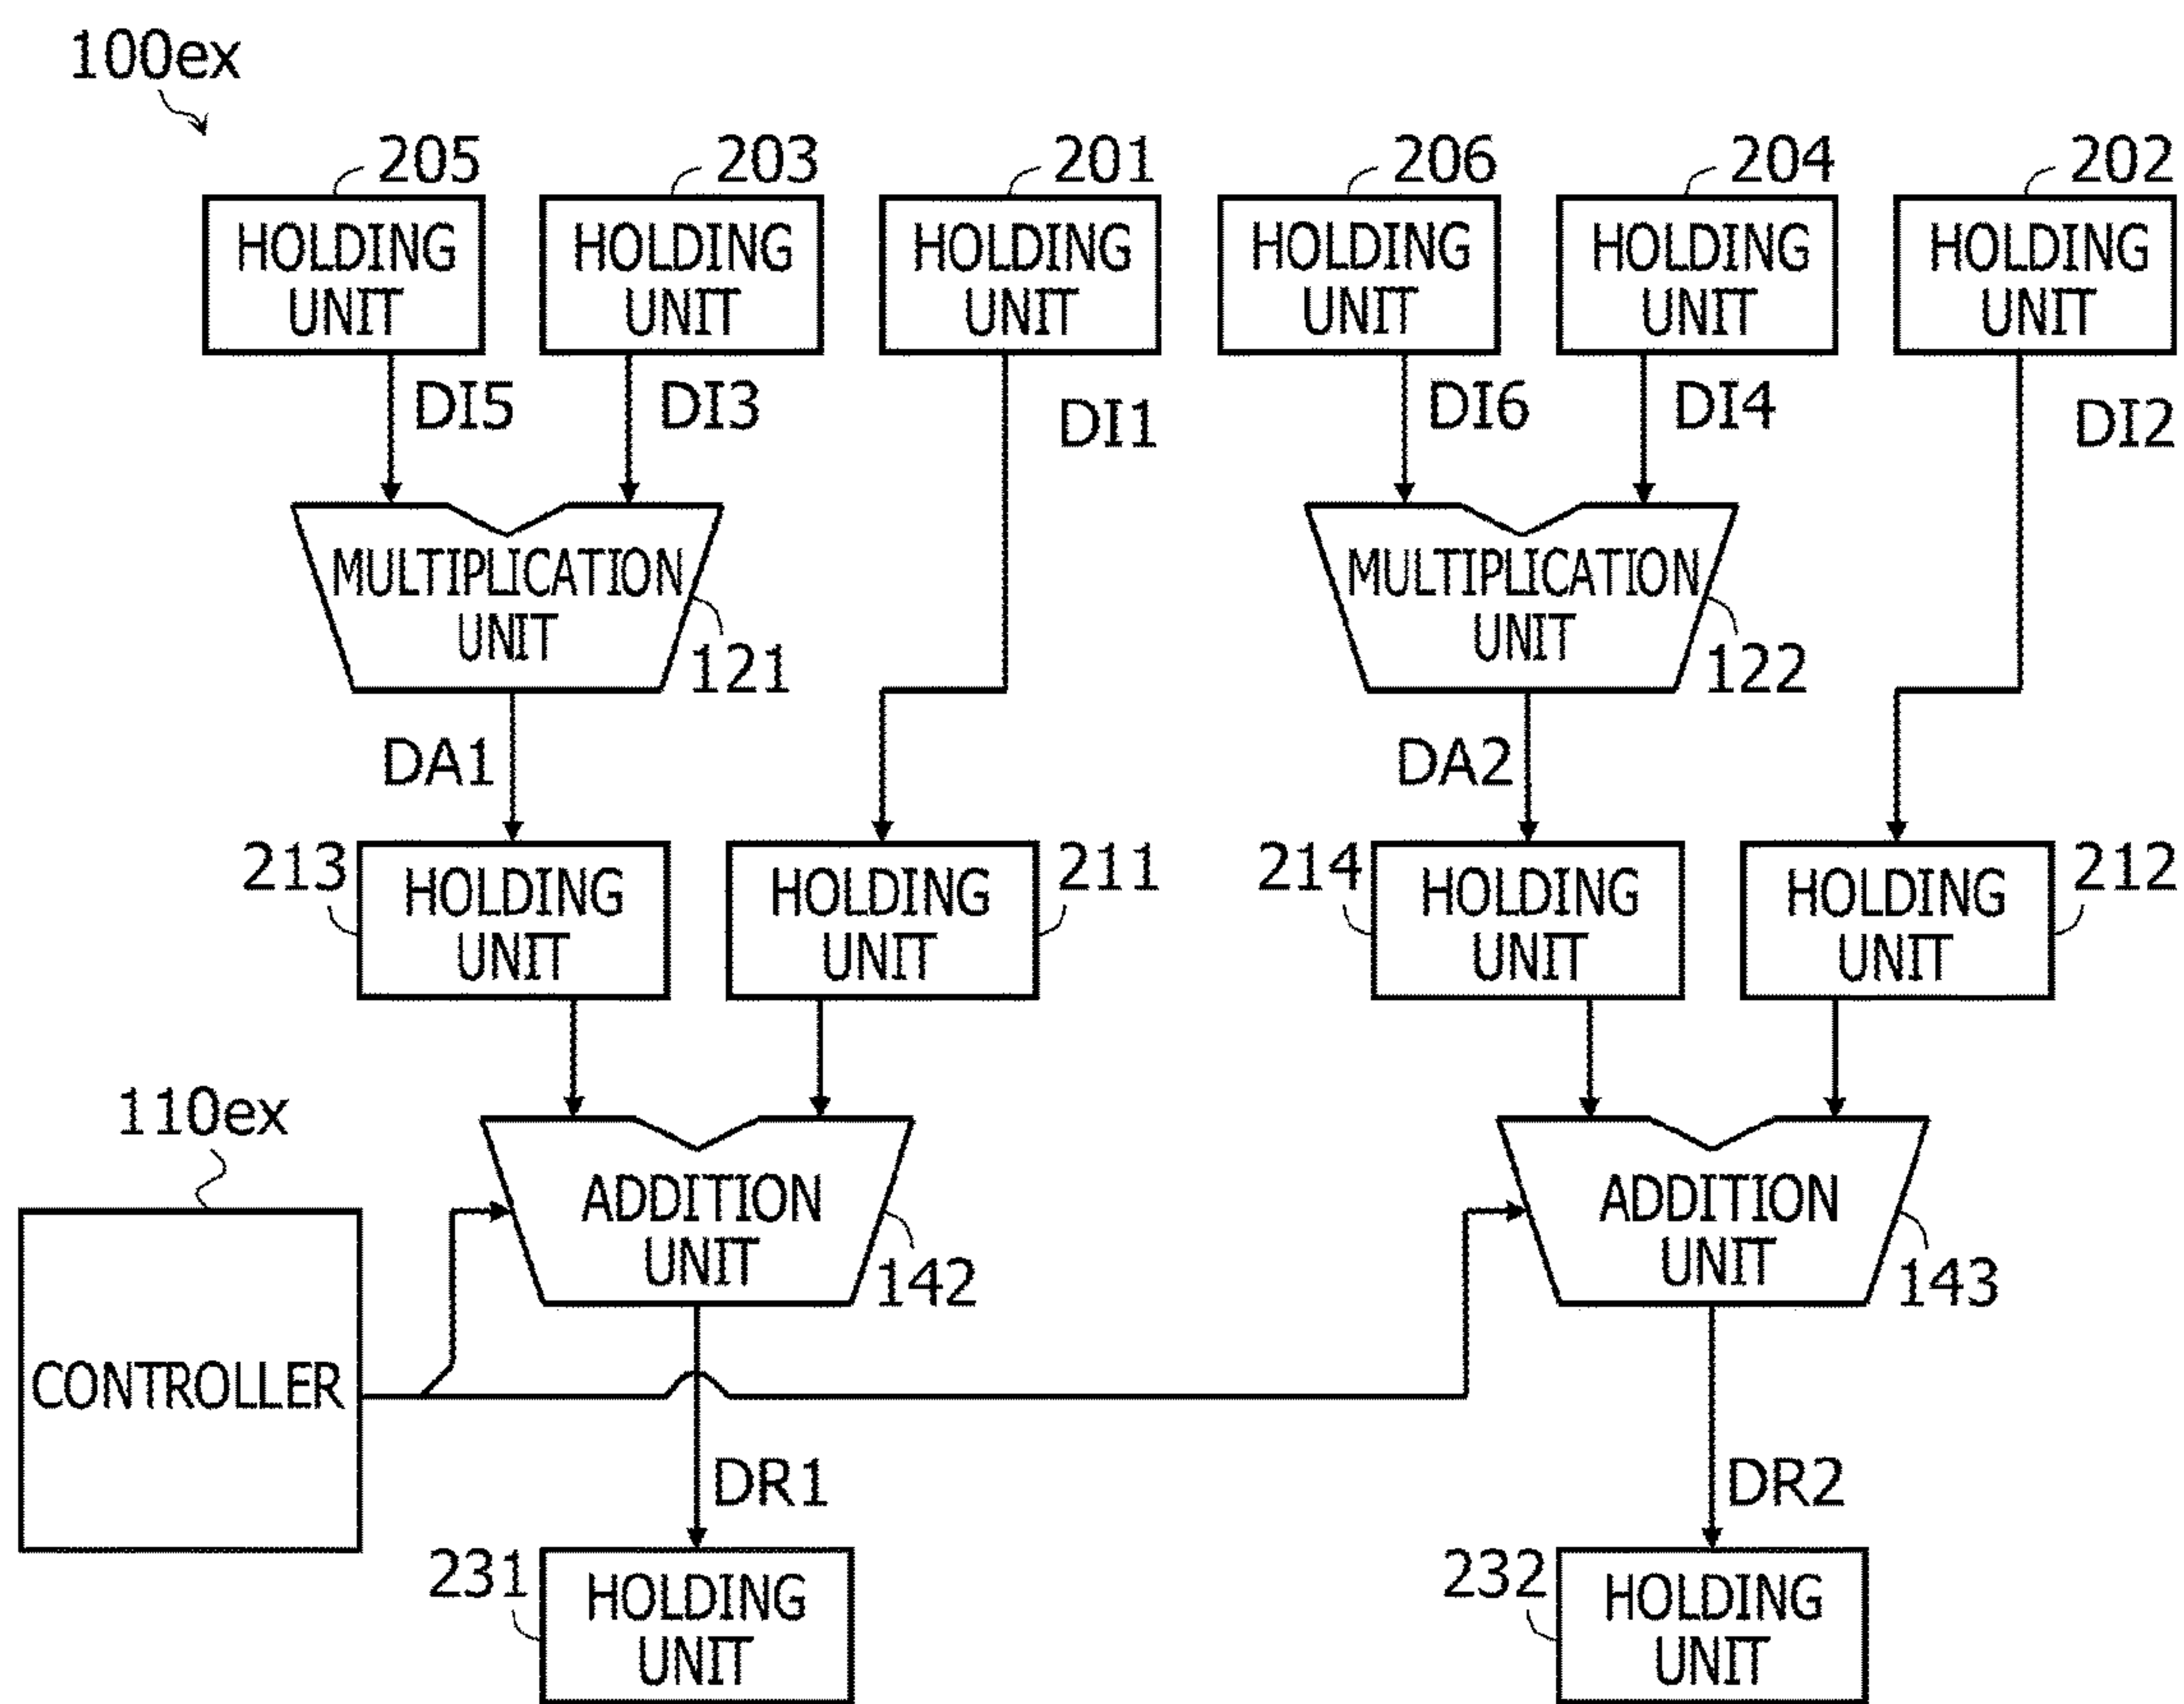 100ex
205
203
201
206
204
202
HOLDING
UNIT
HOLDING
UNIT
HOLDING
UNIT
HOLDING
UNIT
HOLDING
UNIT
HOLDING
UNIT
DI5
DI3
DI1
DI6
DI4
DI2
MULTIPLICATION
UNIT
121
MULTIPLICATION
UNIT
122
DA1
DA2
213
HOLDING
UNIT
HOLDING
UNIT
211
214
HOLDING
UNIT
HOLDING
UNIT
212
110ex
CONTROLLER
ADDITION
UNIT
142
ADDITION
UNIT
143
DR1
DR2
231
HOLDING
UNIT
232
HOLDING
UNIT